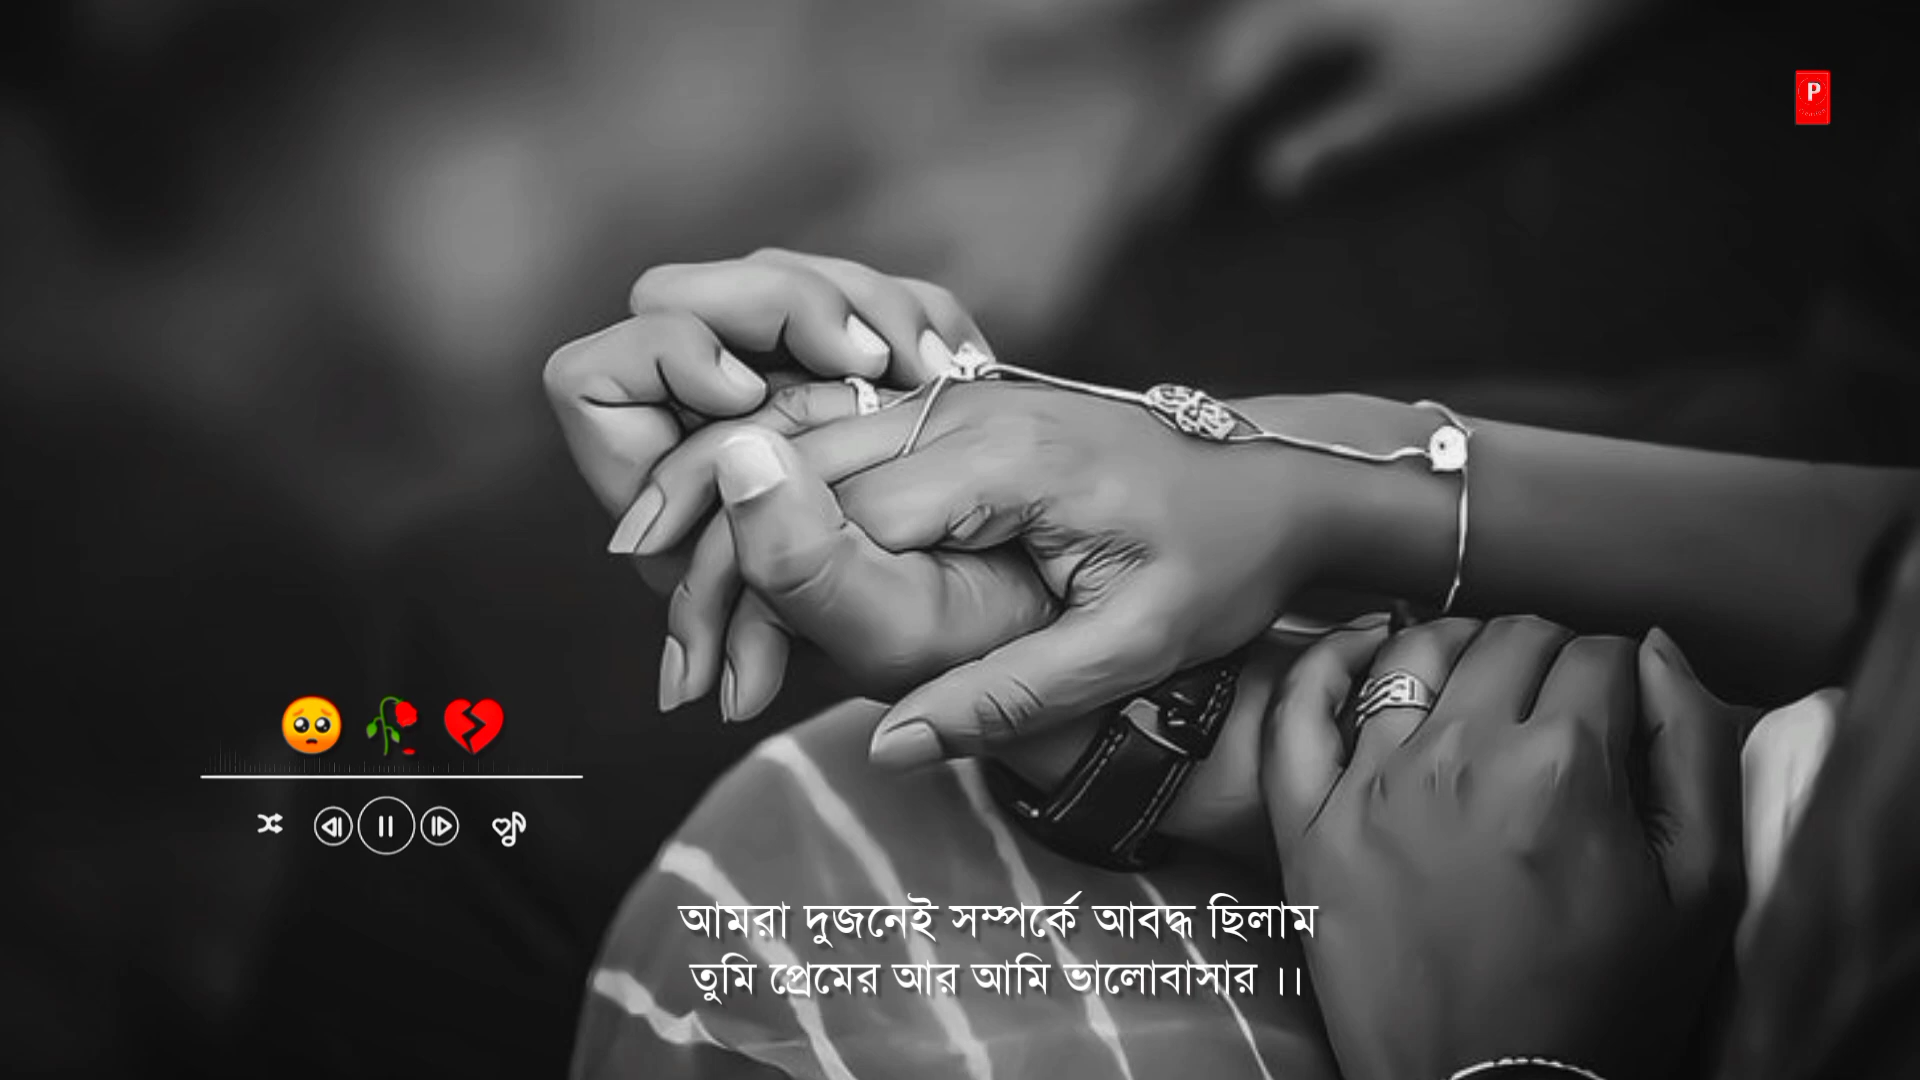 P
আমরা দুজনেই সম্পর্কে আবদ্ধ ছিলাম
তুমি প্রেমের আর আমি ভালোবাসার ।।